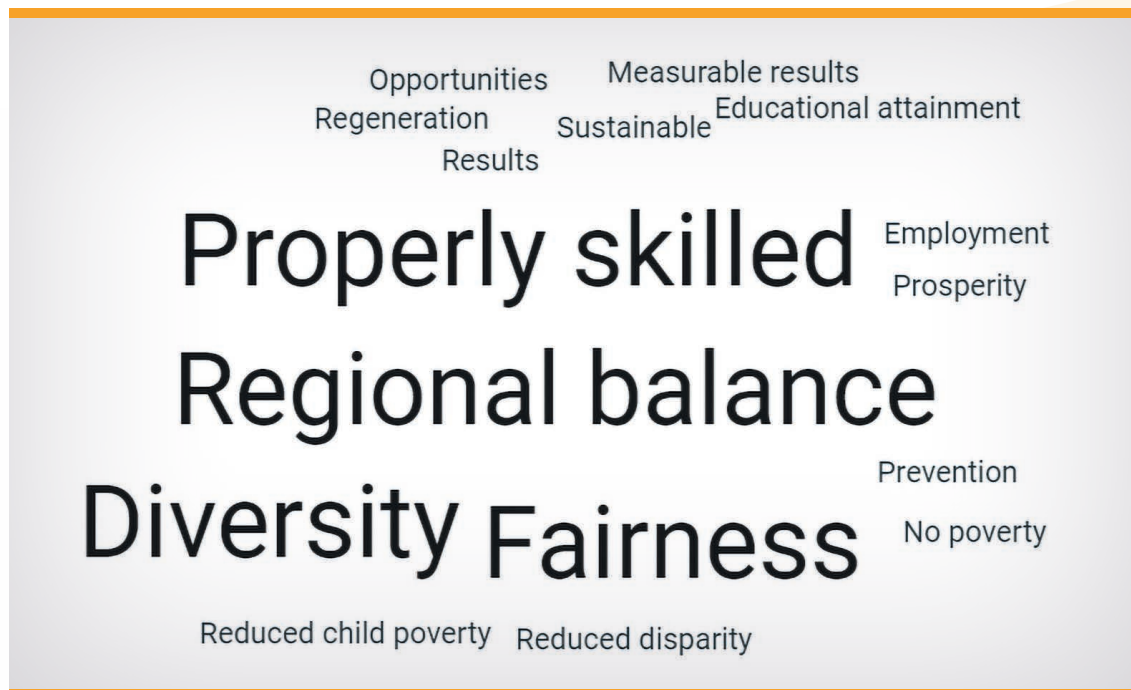 Opportunities
Measurable results
Regeneration
Sustainable
Educational attainment
Results
Properly skilled
Employment
Prosperity
Regional balance
Diversity
Fairness
Prevention
No poverty
Reduced child poverty
Reduced disparity